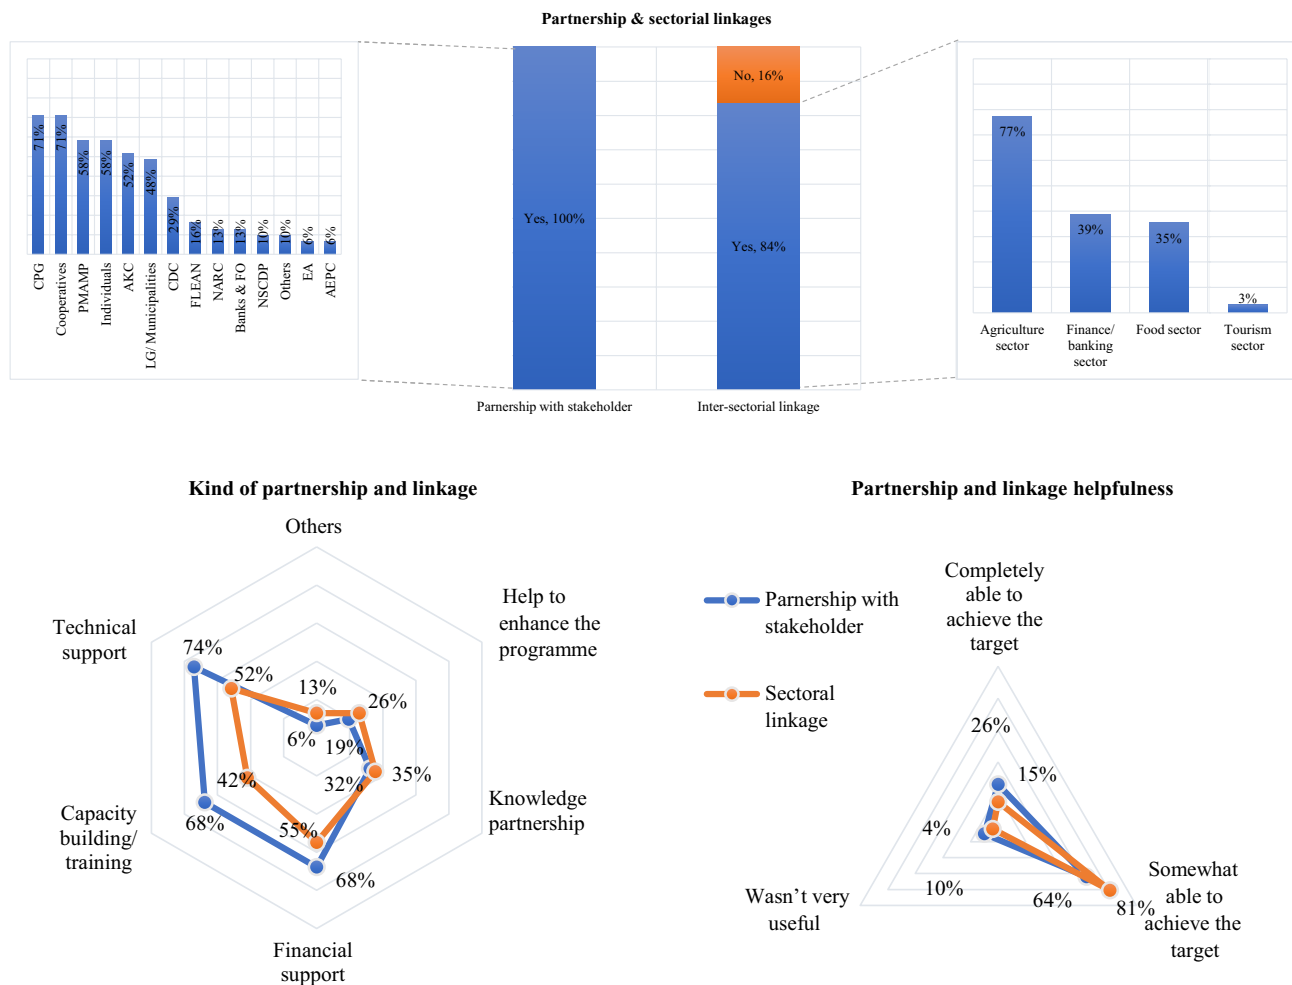 Partnership & sectorial linkages
71%
71%
58%
58%
52%
48%
29%
16%
13%
13%
10%
10%
6%
6%
CPG
Cooperatives
PMAMP
Individuals
AKC
LG/ Municipalities
CDC
FLEAN
NARC
Banks & FO
NSCDP
Others
EA
AEPC
No, 16%
Yes, 100%
Yes, 84%
Parnership with stakeholder
Inter-sectorial linkage
77%
39%
35%
3%
Agriculture
sector
Finance/
banking
sector
Food sector
Tourism
sector
Kind of partnership and linkage
Others
Help to
enhance the
programme
Technical
support
74%
52%
13%
26%
6%
19%
42%
32%
35%
Knowledge
partnership
Capacity
building/
training
68%
55%
68%
Financial
support
Partnership and linkage helpfulness
Parnership with
stakeholder
Sectoral
linkage
Completely
able to
achieve the
target
26%
15%
4%
10%
64%
81%
Wasn't very
useful
Somewhat
able to
achieve the
target